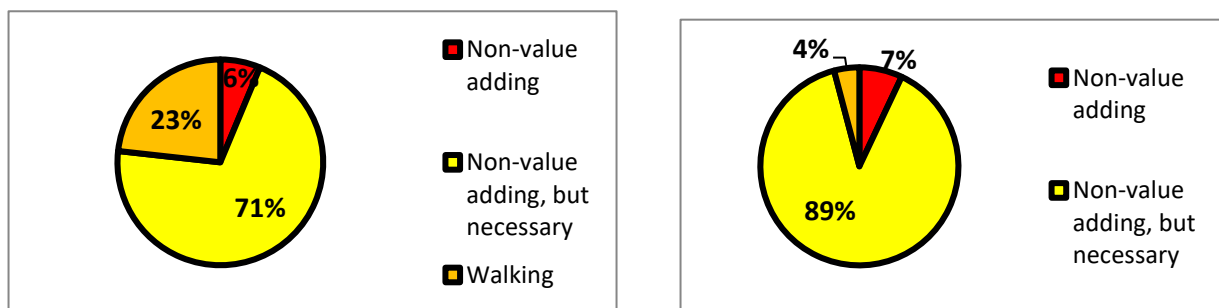 6%
23%
71%
Non-value
adding
Non-value
adding, but
necessary
Walking
4%
7%
89%
Non-value
adding
Non-value
adding, but
necessary